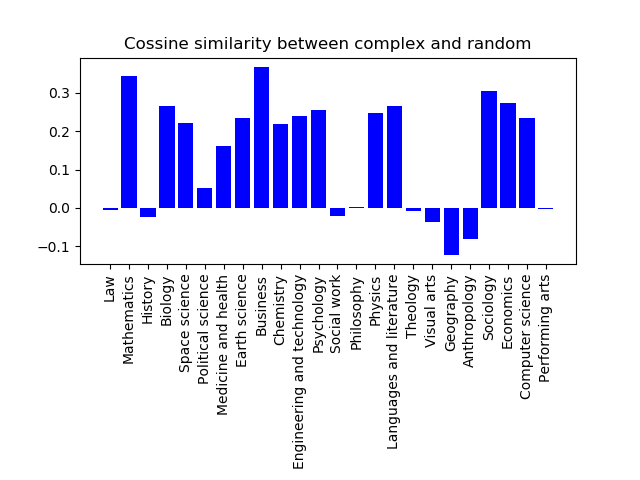 Cossine similarity between complex and random
0.3
0.2
0.1
0.0
−0.1
Law
Mathematics
History
Biology
Space science
Political science
Medicine and health
Earth science
Business
Chemistry
Engineering and technology
Psychology
Social work
Philosophy
Physics
Languages and literature
Theology
Visual arts
Geography
Anthropology
Sociology
Economics
Computer science
Performing arts